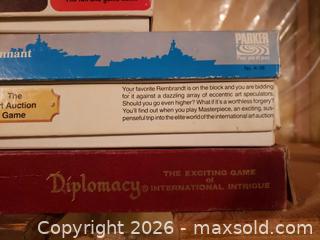 PARKER
The
rt Auction
Game
Your favorite Rembrandt is on the block and you are bidding
for it against a dazzling array of eccentric art speculators.
Should you go even higher? What if it's a worthless forgery?
You'll find out when you play Masterpiece, an exciting, sus-
penseful trip into the elite world of the international art auction
Diplomacy
THE EXCITING GAME
of
INTERNATIONAL INTRIGUE
Copyright © 2026 - maxsold.com